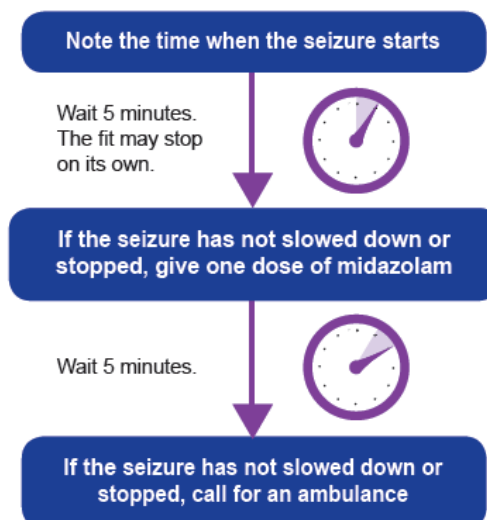 Note the time when the seizure starts
Wait 5 minutes.
The fit may stop
on its own.
If the seizure has not slowed down or
stopped, give one dose of midazolam
Wait 5 minutes.
If the seizure has not slowed down or
stopped, call for an ambulance